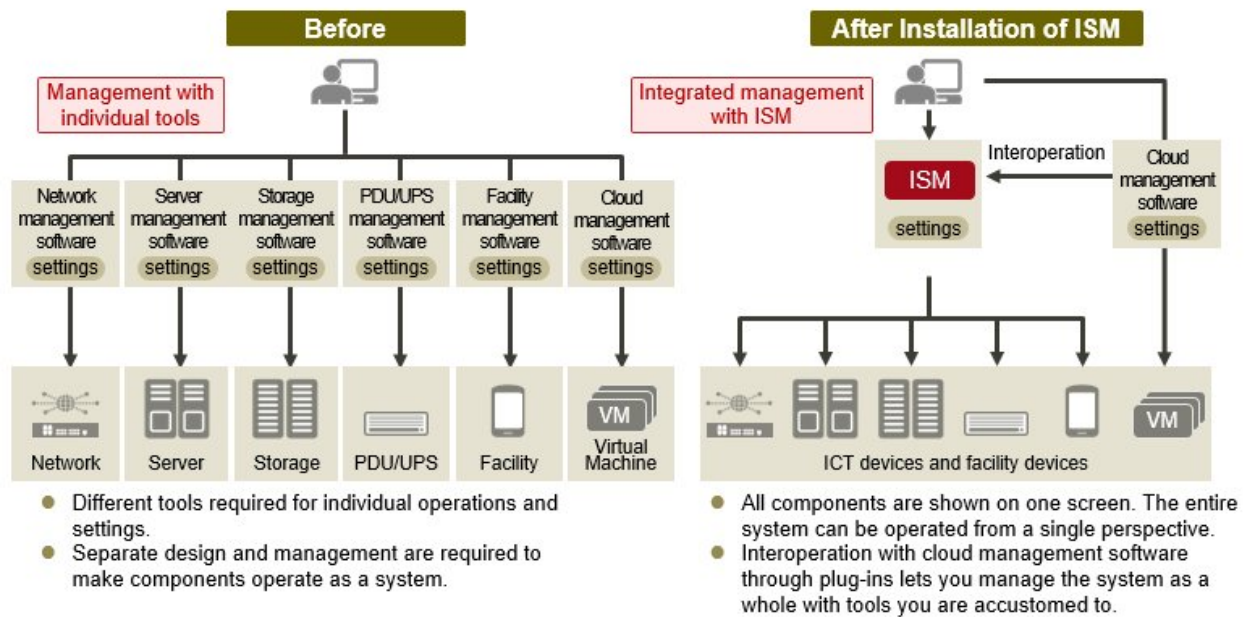 Before
Management with
individual tools
Network
management
software
settings
Server
management
software
settings
Storage
management
software
settings
PDU/UPS
management
software
settings
Facility
management
software
settings
Cloud
management
software
settings
Network
Server
Storage
PDU/UPS
Facility
VM
Virtual
Machine
● Different tools required for individual operations and
settings.
● Separate design and management are required to
make components operate as a system.
After Installation of ISM
Integrated management
with ISM
ISM
settings
Interoperation
Cloud
management
software
settings
VM
ICT devices and facility devices
● All components are shown on one screen. The entire
system can be operated from a single perspective.
● Interoperation with cloud management software
through plug-ins lets you manage the system as a
whole with tools you are accustomed to.